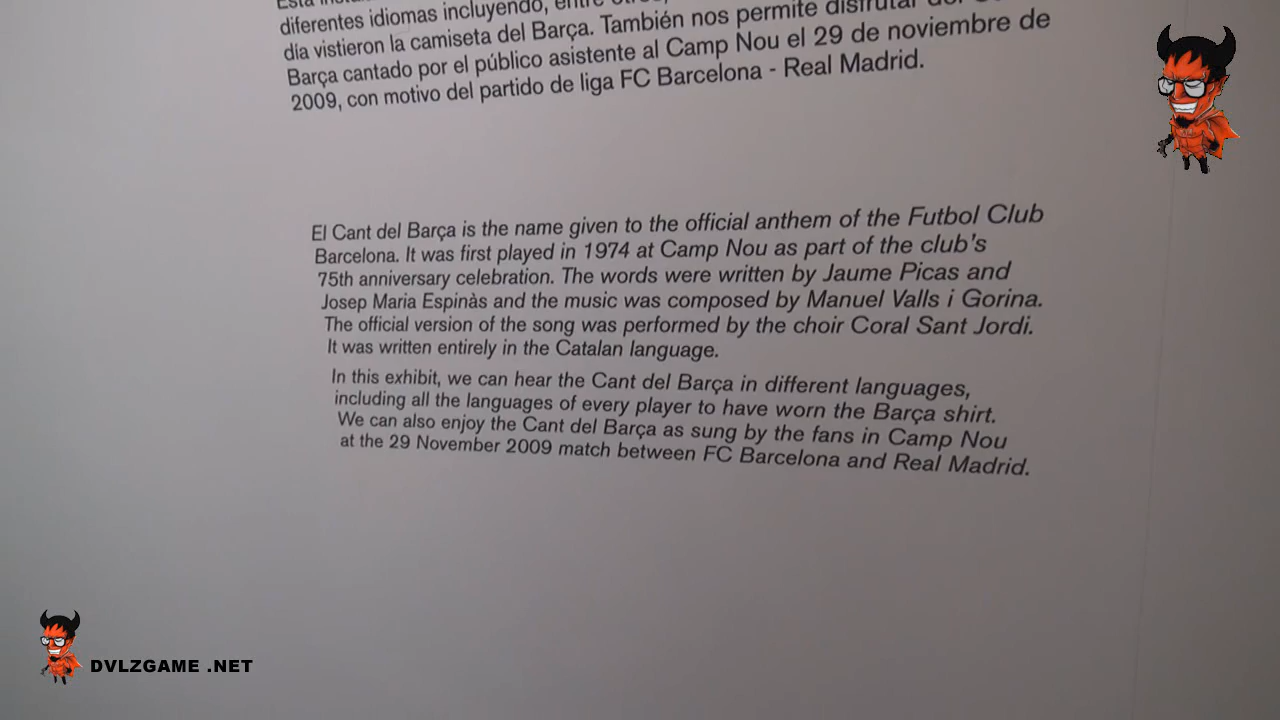 diferentes idiomas incluyendo, entre otros,
día vistieron la camiseta del Barça. También nos permite disfrutar del
Barça cantado por el público asistente al Camp Nou el 29 de noviembre de
2009, con motivo del partido de liga FC Barcelona - Real Madrid.
El Cant del Barça is the name given to the official anthem of the Futbol Club
Barcelona. It was first played in 1974 at Camp Nou as part of the club's
75th anniversary celebration. The words were written by Jaume Picas and
Josep Maria Espinàs and the music was composed by Manuel Valls i Gorina.
The official version of the song was performed by the choir Coral Sant Jordi.
It was written entirely in the Catalan language.
In this exhibit, we can hear the Cant del Barça in different languages,
including all the languages of every player to have worn the Barça shirt.
We can also enjoy the Cant del Barça as sung by the fans in Camp Nou
at the 29 November 2009 match between FC Barcelona and Real Madrid.
DVLZGAME .NET